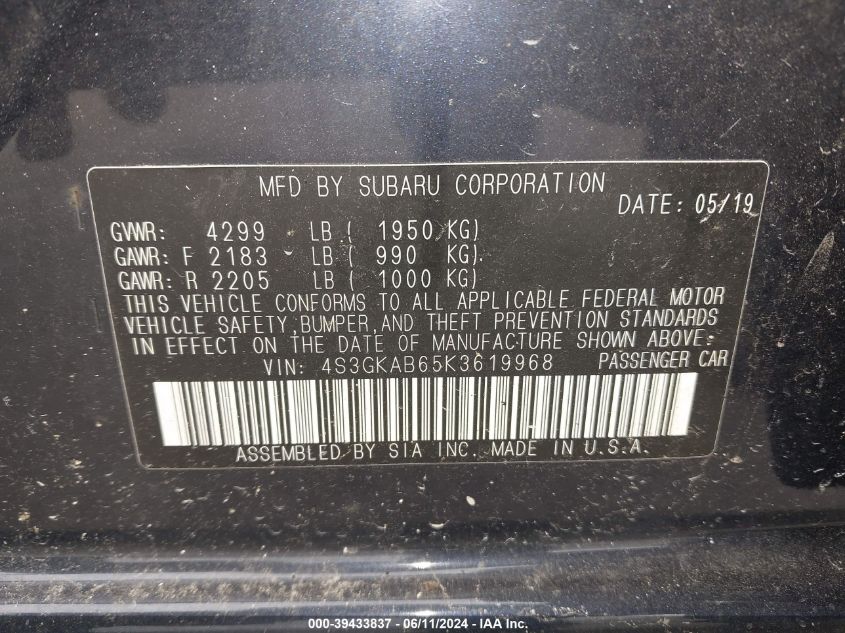 MFD BY SUBARU CORPORATION
DATE: 05/19
GVWR: 4299 LB ( 1950 KG)
GAWR: F 2183 LB ( 990 KG)
GAWR: R 2205 LB ( 1000 KG)
THIS VEHICLE CONFORMS TO ALL APPLICABLE FEDERAL MOTOR
VEHICLE SAFETY,BUMPER,AND THEFT PREVENTION STANDARDS
IN EFFECT ON THE DATE OF MANUFACTURE SHOWN ABOVE.
VIN: 4S3GKAB65K3619968 PASSENGER CAR
ASSEMBLED BY SIA INC. MADE IN U.S.A.
000-39433837 - 06/11/2024 - IAA Inc.